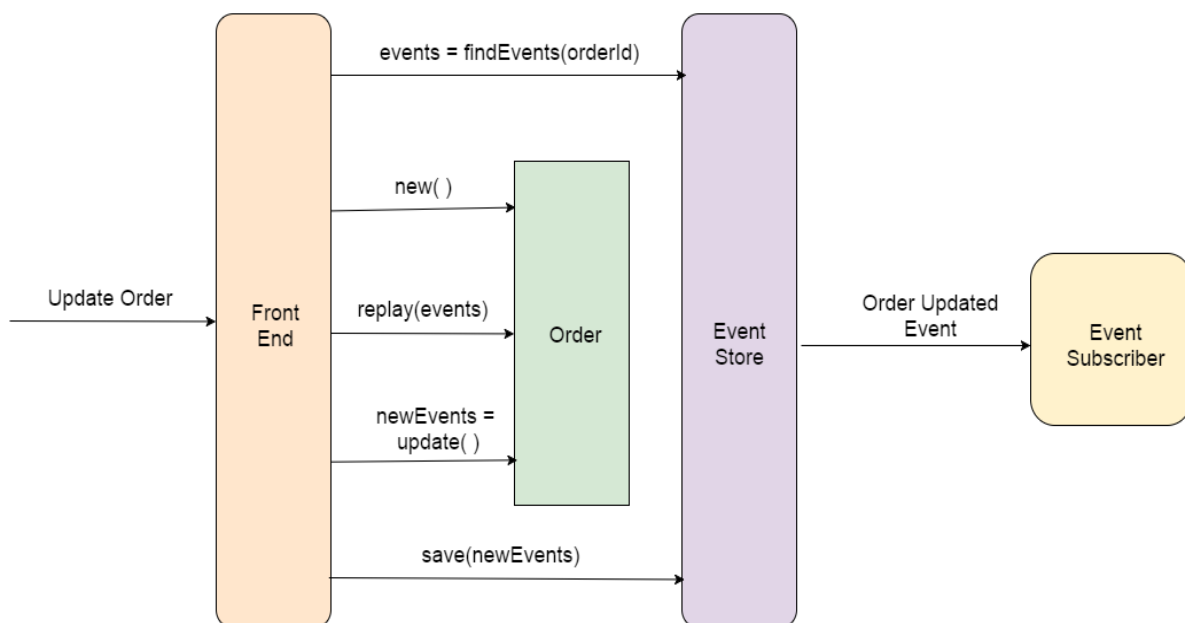 events = findEvents(orderId)
new( )
Update Order
Front
End
replay(events)
Order
Event
Store
Order Updated
Event
Event
Subscriber
newEvents =
update( )
save(newEvents)